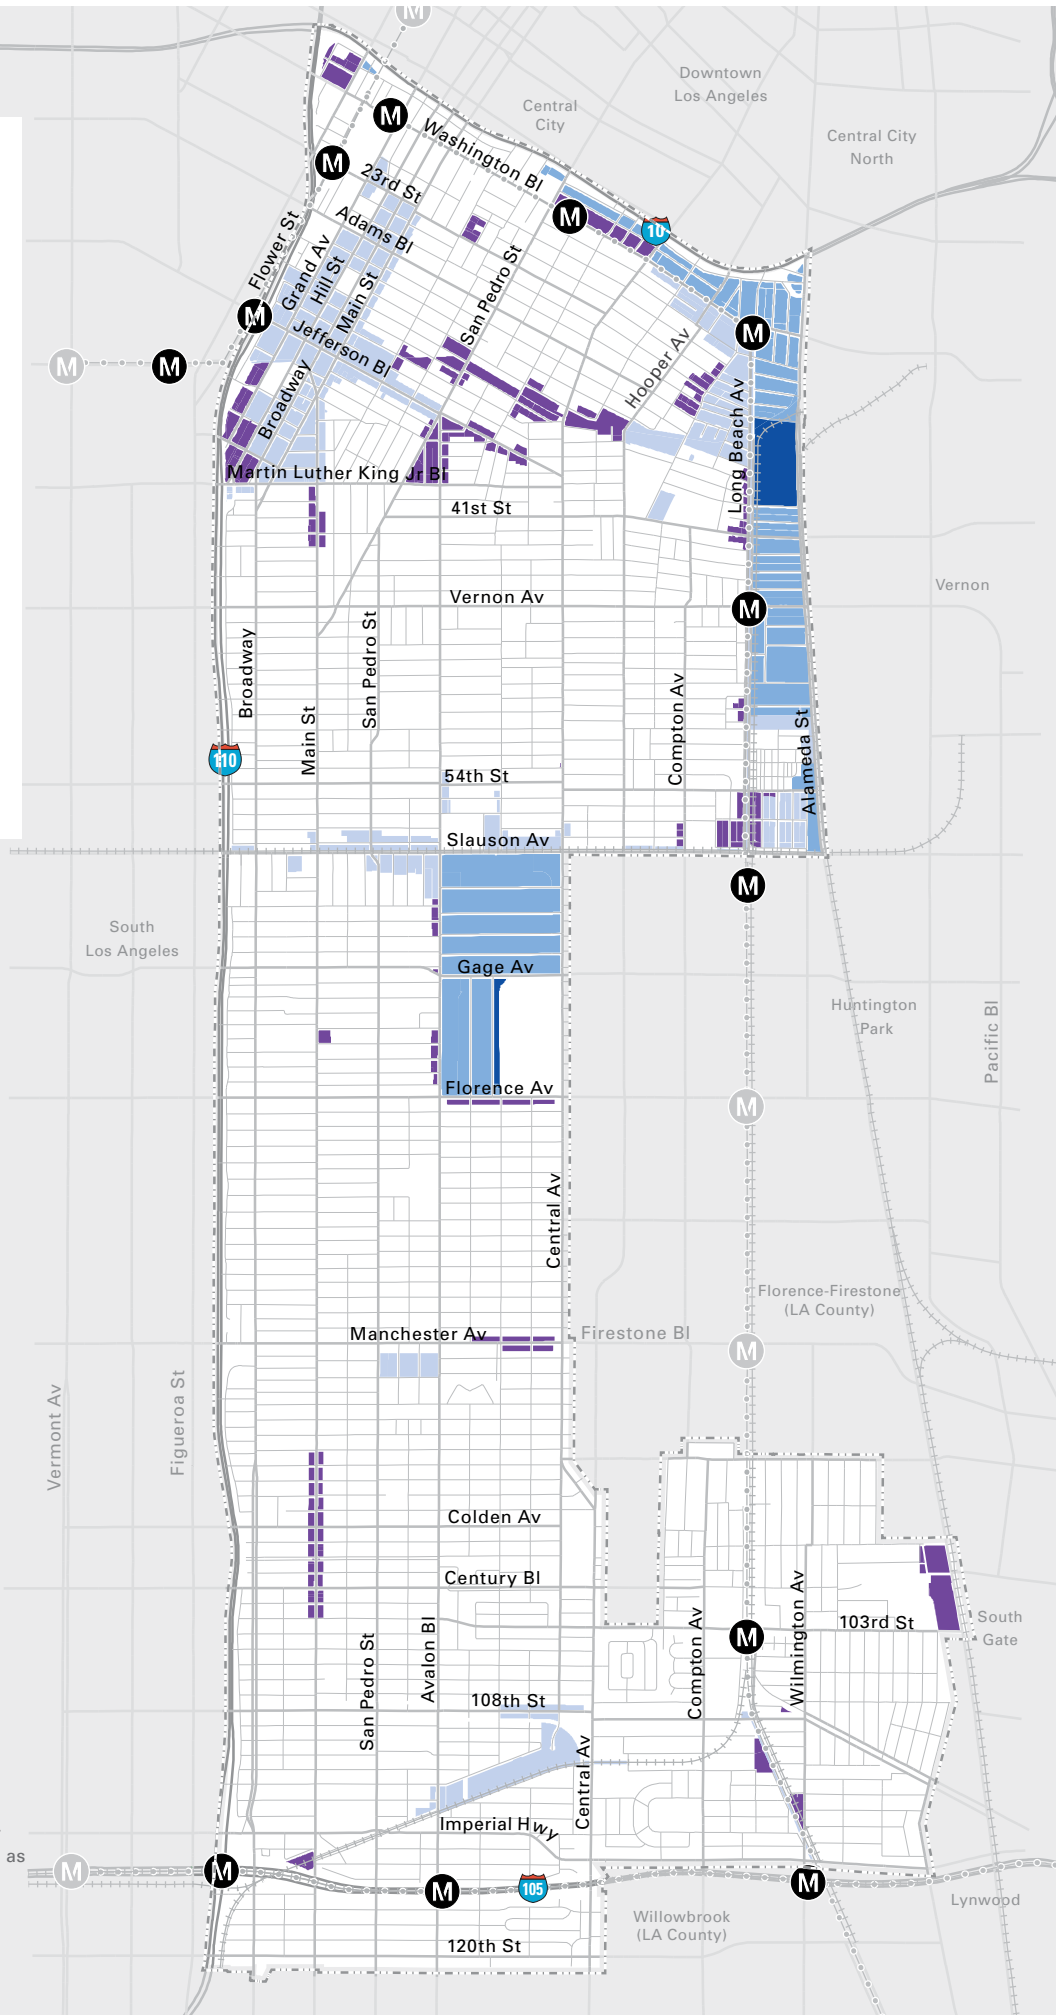 M
Downtown
Los Angeles
Central
City
Central City
North
M
Washington Bl
M
23rd St
Adams Bl
M
10
Flower St
Grand Av
Hill St
Main St
San Pedro St
M
Jefferson Bl
M
Hooper Av
M
M
Broadway
Long Beach Av
Martin Luther King Jr Bl
41st St
Vernon
Vernon Av
M
Broadway
San Pedro St
Main St
Compton Av
Alameda St
110
54th St
Slauson Av
M
South
Los Angeles
Gage Av
Huntington
Park
Pacific Bl
Florence Av
M
Central Av
Florence-Firestone
(LA County)
Manchester Av
Firestone Bl
M
Vermont Av
Figueroa St
Colden Av
Century Bl
Compton Av
Wilmington Av
103rd St
South
Gate
M
San Pedro St
Avalon Bl
108th St
Central Av
Imperial Hwy
as
M
M
M
105
M
Lynwood
Willowbrook
(LA County)
120th St